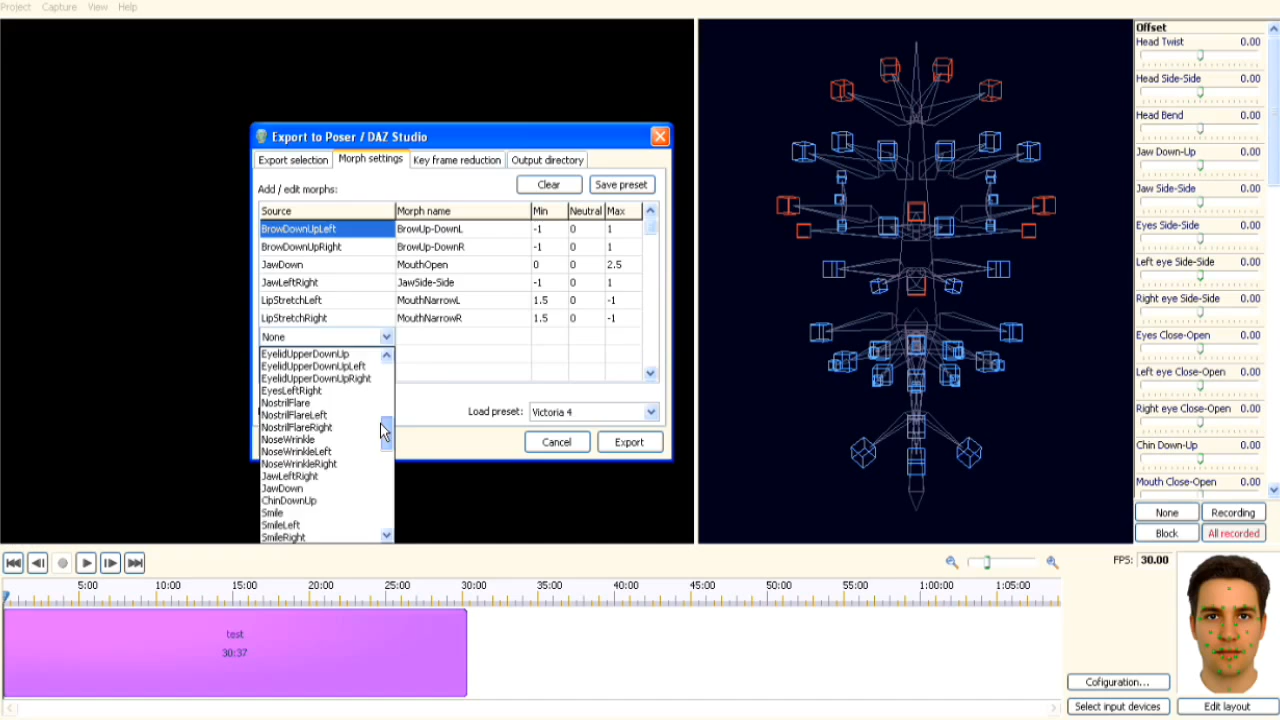 Project Capture View Help
Export to Poser / DAZ Studio
Export selection Morph settings Key frame reduction Output directory
Add / edit morphs: Clear Save preset
Source Morph name Min Neutral Max
BrowDownUpLeft BrowUp-DownL -1 0 1
BrowDownUpRight BrowUp-DownR -1 0 1
JawDown MouthOpen 0 0 2.5
JawLeftRight JawSide-Side -1 0 1
LipStretchLeft MouthNarrowL 1.5 0 -1
LipStretchRight MouthNarrowR 1.5 0 -1
None
EyelidUpperDownUp
EyelidUpperDownUpLeft
EyelidUpperDownUpRight
EyesLeftRight
NostrilFlare
NostrilFlareLeft
NostrilFlareRight
NoseWrinkle
NoseWrinkleLeft
NoseWrinkleRight
JawLeftRight
JawDown
ChinDownUp
Smile
SmileLeft
SmileRight
Load preset: Victoria 4
Cancel Export
Offset
Head Twist 0.00
Head Side-Side 0.00
Head Bend 0.00
Jaw Down-Up 0.00
Jaw Side-Side 0.00
Eyes Side-Side 0.00
Left eye Side-Side 0.00
Right eye Side-Side 0.00
Eyes Close-Open 0.00
Left eye Close-Open 0.00
Right eye Close-Open 0.00
Chin Down-Up 0.00
Mouth Close-Open 0.00
None Recording
Block All recorded
FPS: 30.00
5:00 10:00 15:00 20:00 25:00 30:00 35:00 40:00 45:00 50:00 55:00 1:00:00 1:05:00
test
30:37
Cofiguration...
Select input devices Edit layout